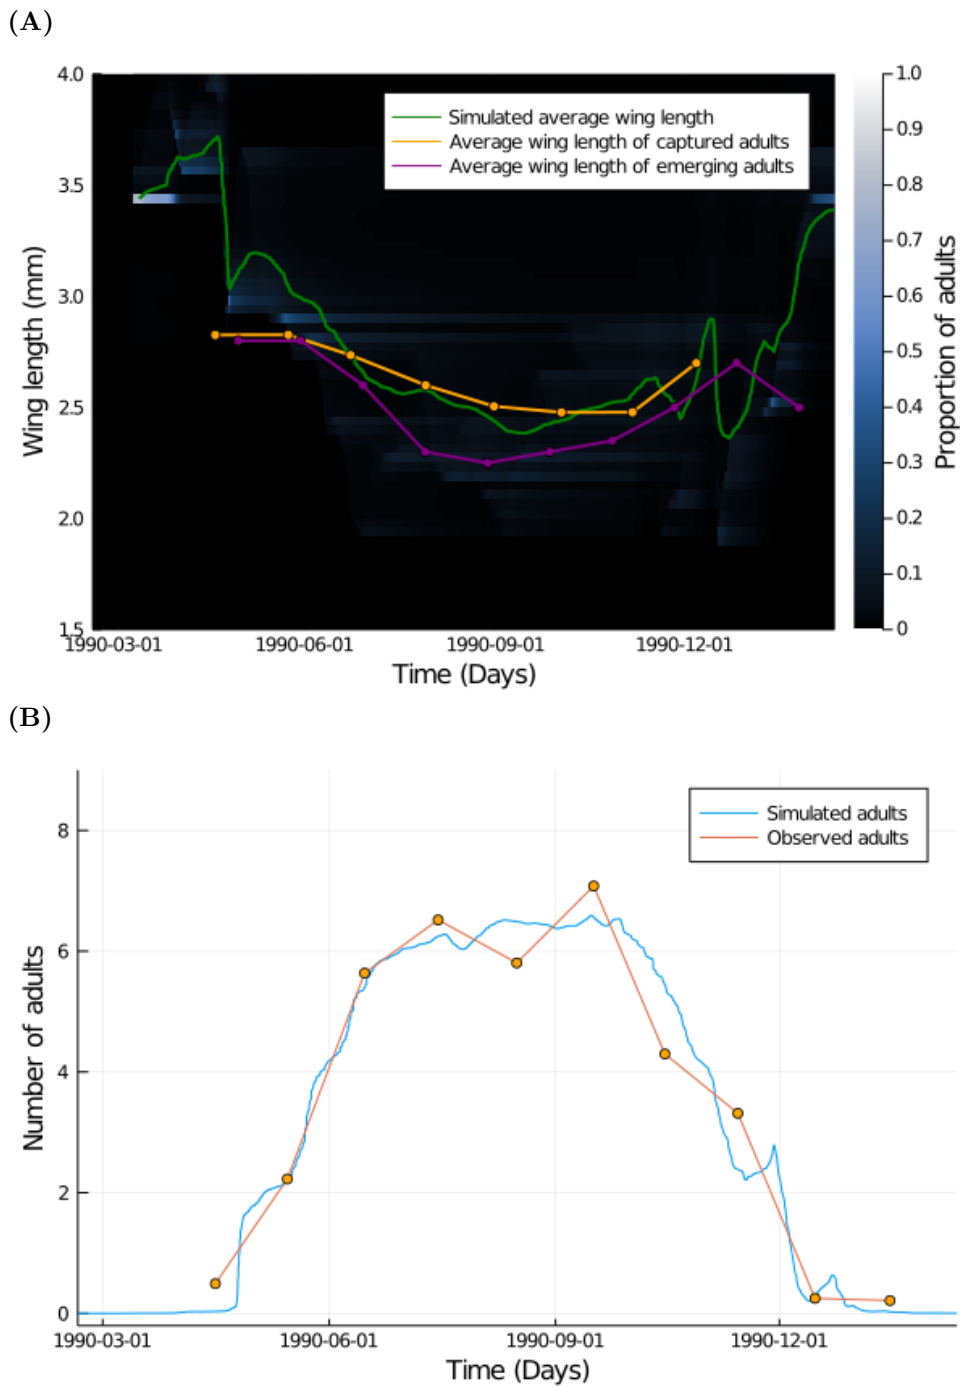 (A)
4.0
3.5
3.0
2.5
2.0
1.5
Wing length (mm)
1990-03-01
1990-06-01
1990-09-01
1990-12-01
Time (Days)
Simulated average wing length
Average wing length of captured adults
Average wing length of emerging adults
1.0
0.9
0.8
0.7
0.6
0.5
0.4
0.3
0.2
0.1
0
Proportion of adults
(B)
8
6
4
2
0
Number of adults
1990-03-01
1990-06-01
1990-09-01
1990-12-01
Time (Days)
Simulated adults
Observed adults